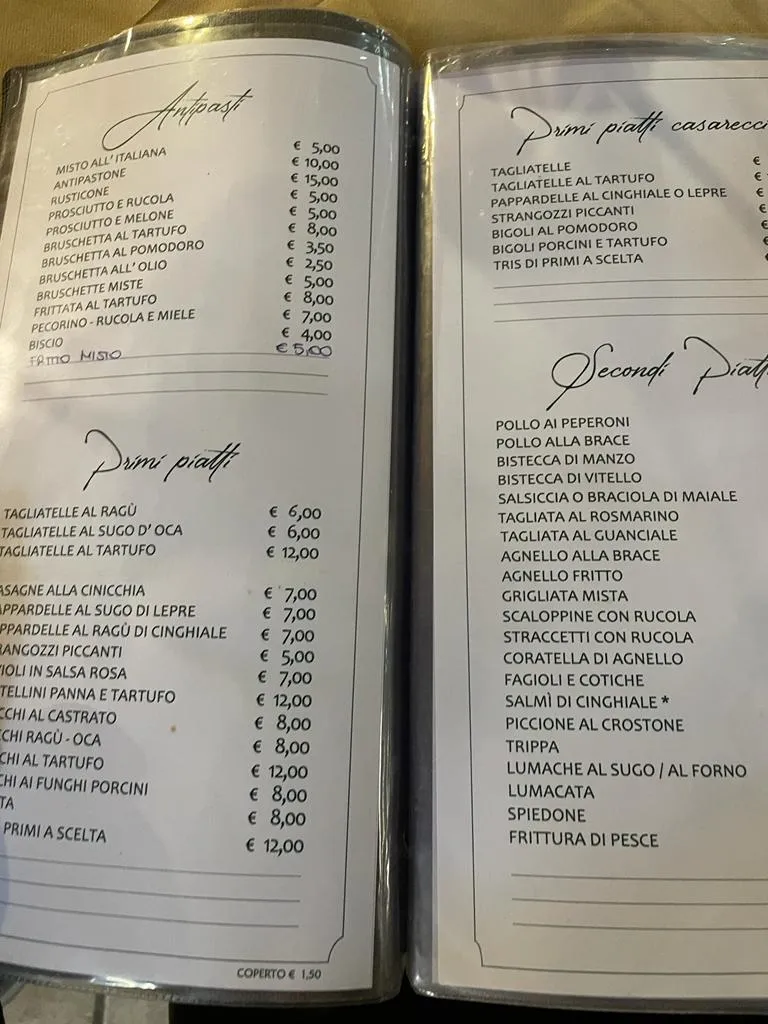 Antipasti
MISTO ALL' ITALIANA € 5,00
ANTIPASTONE € 10,00
RUSTICONE € 15,00
PROSCIUTTO E RUCOLA € 5,00
PROSCIUTTO E MELONE € 5,00
BRUSCHETTA AL TARTUFO € 8,00
BRUSCHETTA AL POMODORO € 3,50
BRUSCHETTA ALL' OLIO € 2,50
BRUSCHETTE MISTE € 5,00
FRITTATA AL TARTUFO € 8,00
PECORINO - RUCOLA E MIELE € 7,00
BISCIO € 4,00
FRITTO MISTO € 5,00
Primi piatti
TAGLIATELLE AL RAGÙ € 6,00
TAGLIATELLE AL SUGO D' OCA € 6,00
TAGLIATELLE AL TARTUFO € 12,00
ASAGNE ALLA CINICCHIA € 7,00
APPARDELLE AL SUGO DI LEPRE € 7,00
PPARDELLE AL RAGÙ DI CINGHIALE € 7,00
RANGOZZI PICCANTI € 5,00
VIOLI IN SALSA ROSA € 7,00
TELLINI PANNA E TARTUFO € 12,00
CCHI AL CASTRATO € 8,00
CHI RAGÙ - OCA € 8,00
CHI AL TARTUFO € 12,00
CHI AI FUNGHI PORCINI € 8,00
TA € 8,00
PRIMI A SCELTA € 12,00
COPERTO € 1,50
Primi piatti casarecci
TAGLIATELLE €
TAGLIATELLE AL TARTUFO €
PAPPARDELLE AL CINGHIALE O LEPRE €
STRANGOZZI PICCANTI €
BIGOLI AL POMODORO €
BIGOLI PORCINI E TARTUFO €
TRIS DI PRIMI A SCELTA €
Secondi Piatti
POLLO AI PEPERONI
POLLO ALLA BRACE
BISTECCA DI MANZO
BISTECCA DI VITELLO
SALSICCIA O BRACIOLA DI MAIALE
TAGLIATA AL ROSMARINO
TAGLIATA AL GUANCIALE
AGNELLO ALLA BRACE
AGNELLO FRITTO
GRIGLIATA MISTA
SCALOPPINE CON RUCOLA
STRACCETTI CON RUCOLA
CORATELLA DI AGNELLO
FAGIOLI E COTICHE
SALMÌ DI CINGHIALE *
PICCIONE AL CROSTONE
TRIPPA
LUMACHE AL SUGO / AL FORNO
LUMACATA
SPIEDONE
FRITTURA DI PESCE